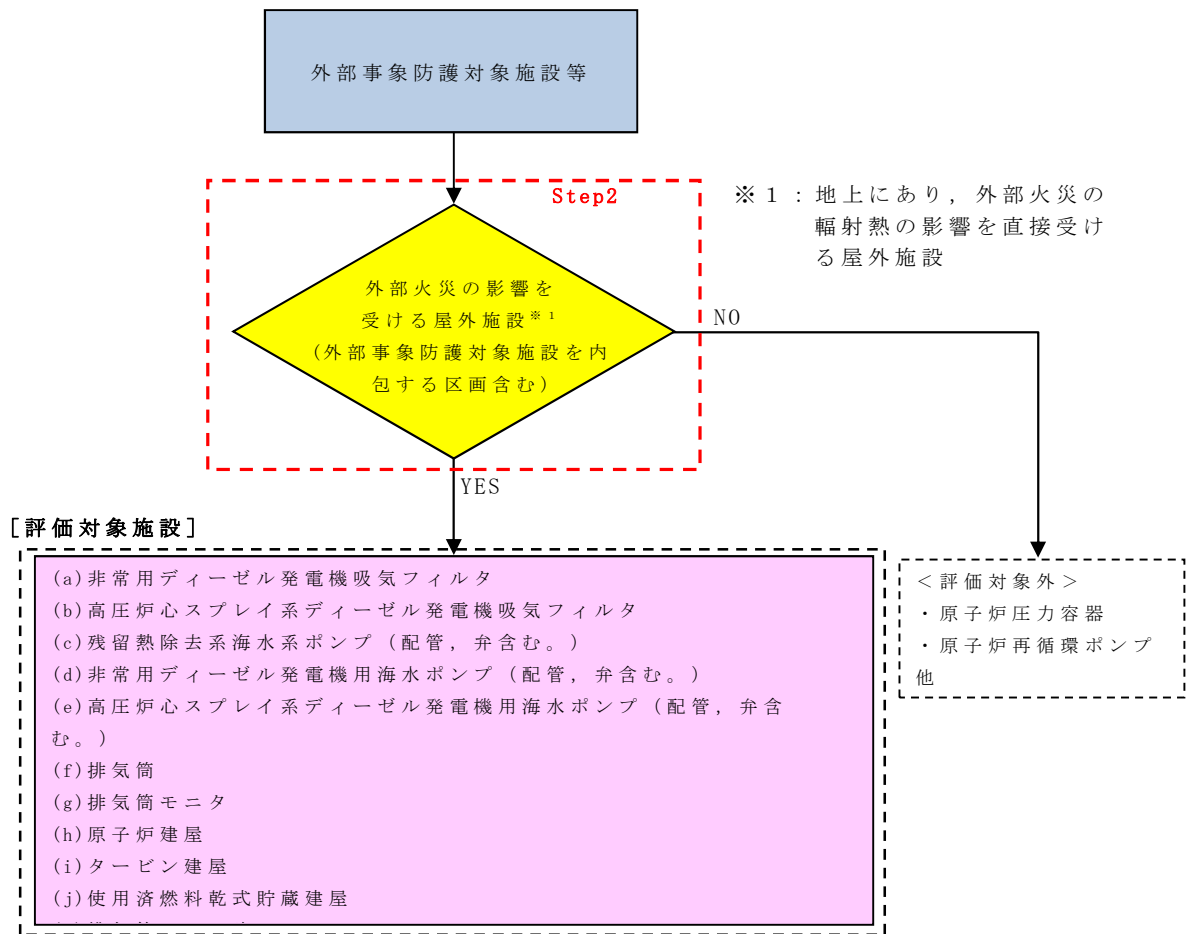 外部事象防護対象施設等
Step2
※1：地上にあり，外部火災の
輻射熱の影響を直接受け
る屋外施設
外部火災の影響を
受ける屋外施設※1
(外部事象防護対象施設を内
包する区画含む)
NO
YES
[評価対象施設]
(a)非常用ディーゼル発電機吸気フィルタ
(b)高圧炉心スプレイ系ディーゼル発電機吸気フィルタ
(c)残留熱除去系海水系ポンプ（配管，弁含む。）
(d)非常用ディーゼル発電機用海水ポンプ（配管，弁含む。）
(e)高圧炉心スプレイ系ディーゼル発電機用海水ポンプ（配管，弁含
む。）
(f)排気筒
(g)排気筒モニタ
(h)原子炉建屋
(i)タービン建屋
(j)使用済燃料乾式貯蔵建屋
＜評価対象外＞
・原子炉圧力容器
・原子炉再循環ポンプ
他